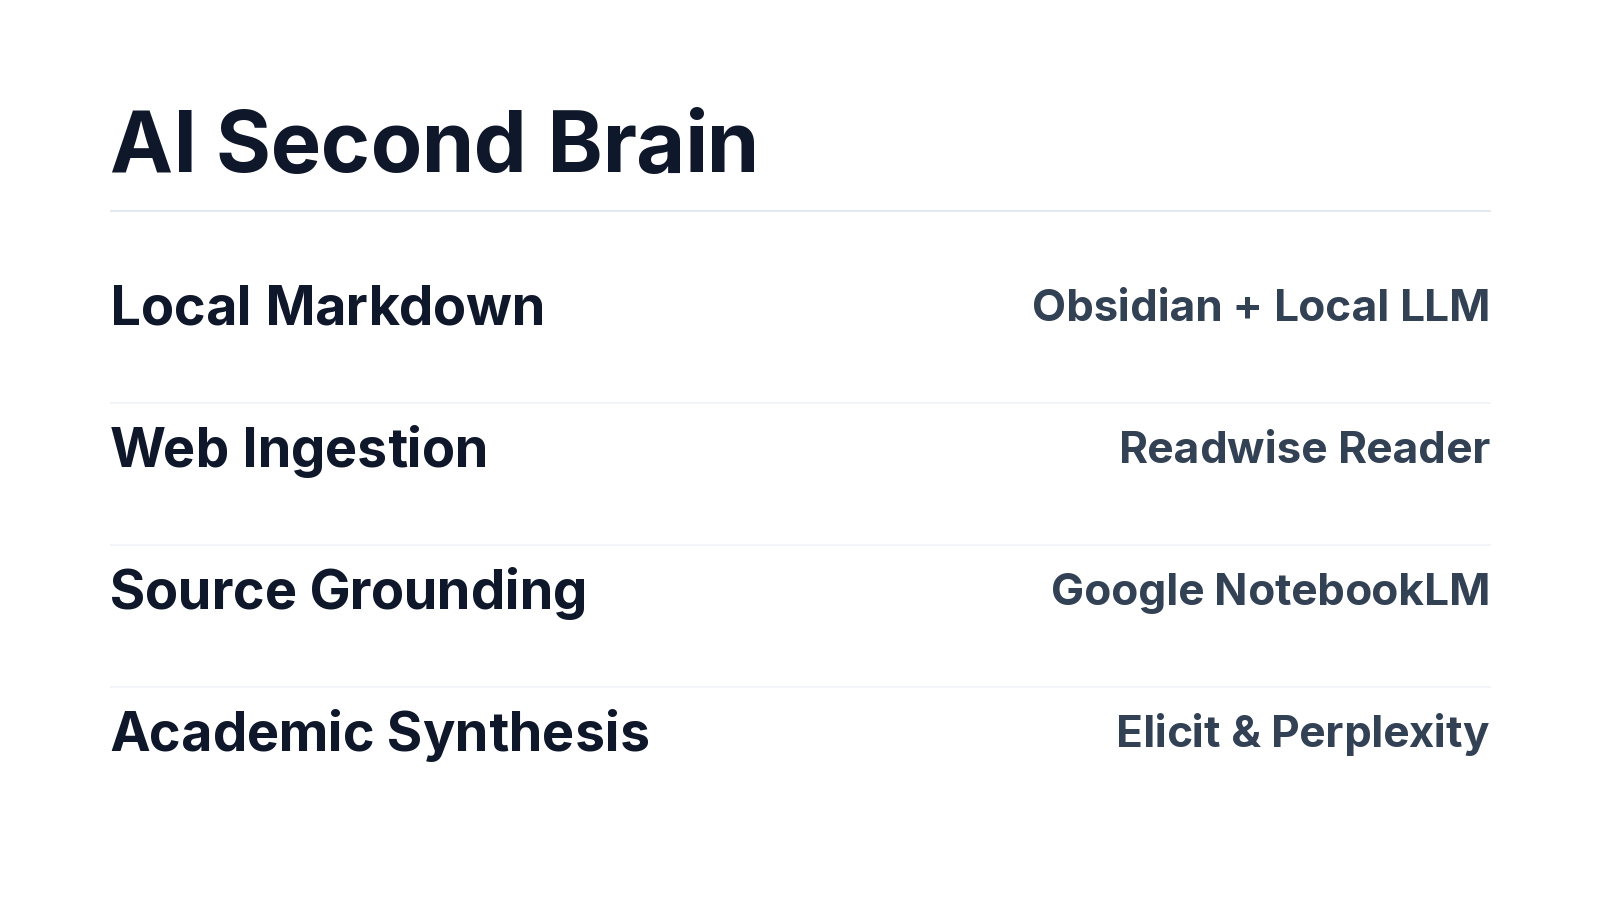 AI Second Brain
Local Markdown Obsidian + Local LLM
Web Ingestion Readwise Reader
Source Grounding Google NotebookLM
Academic Synthesis Elicit & Perplexity